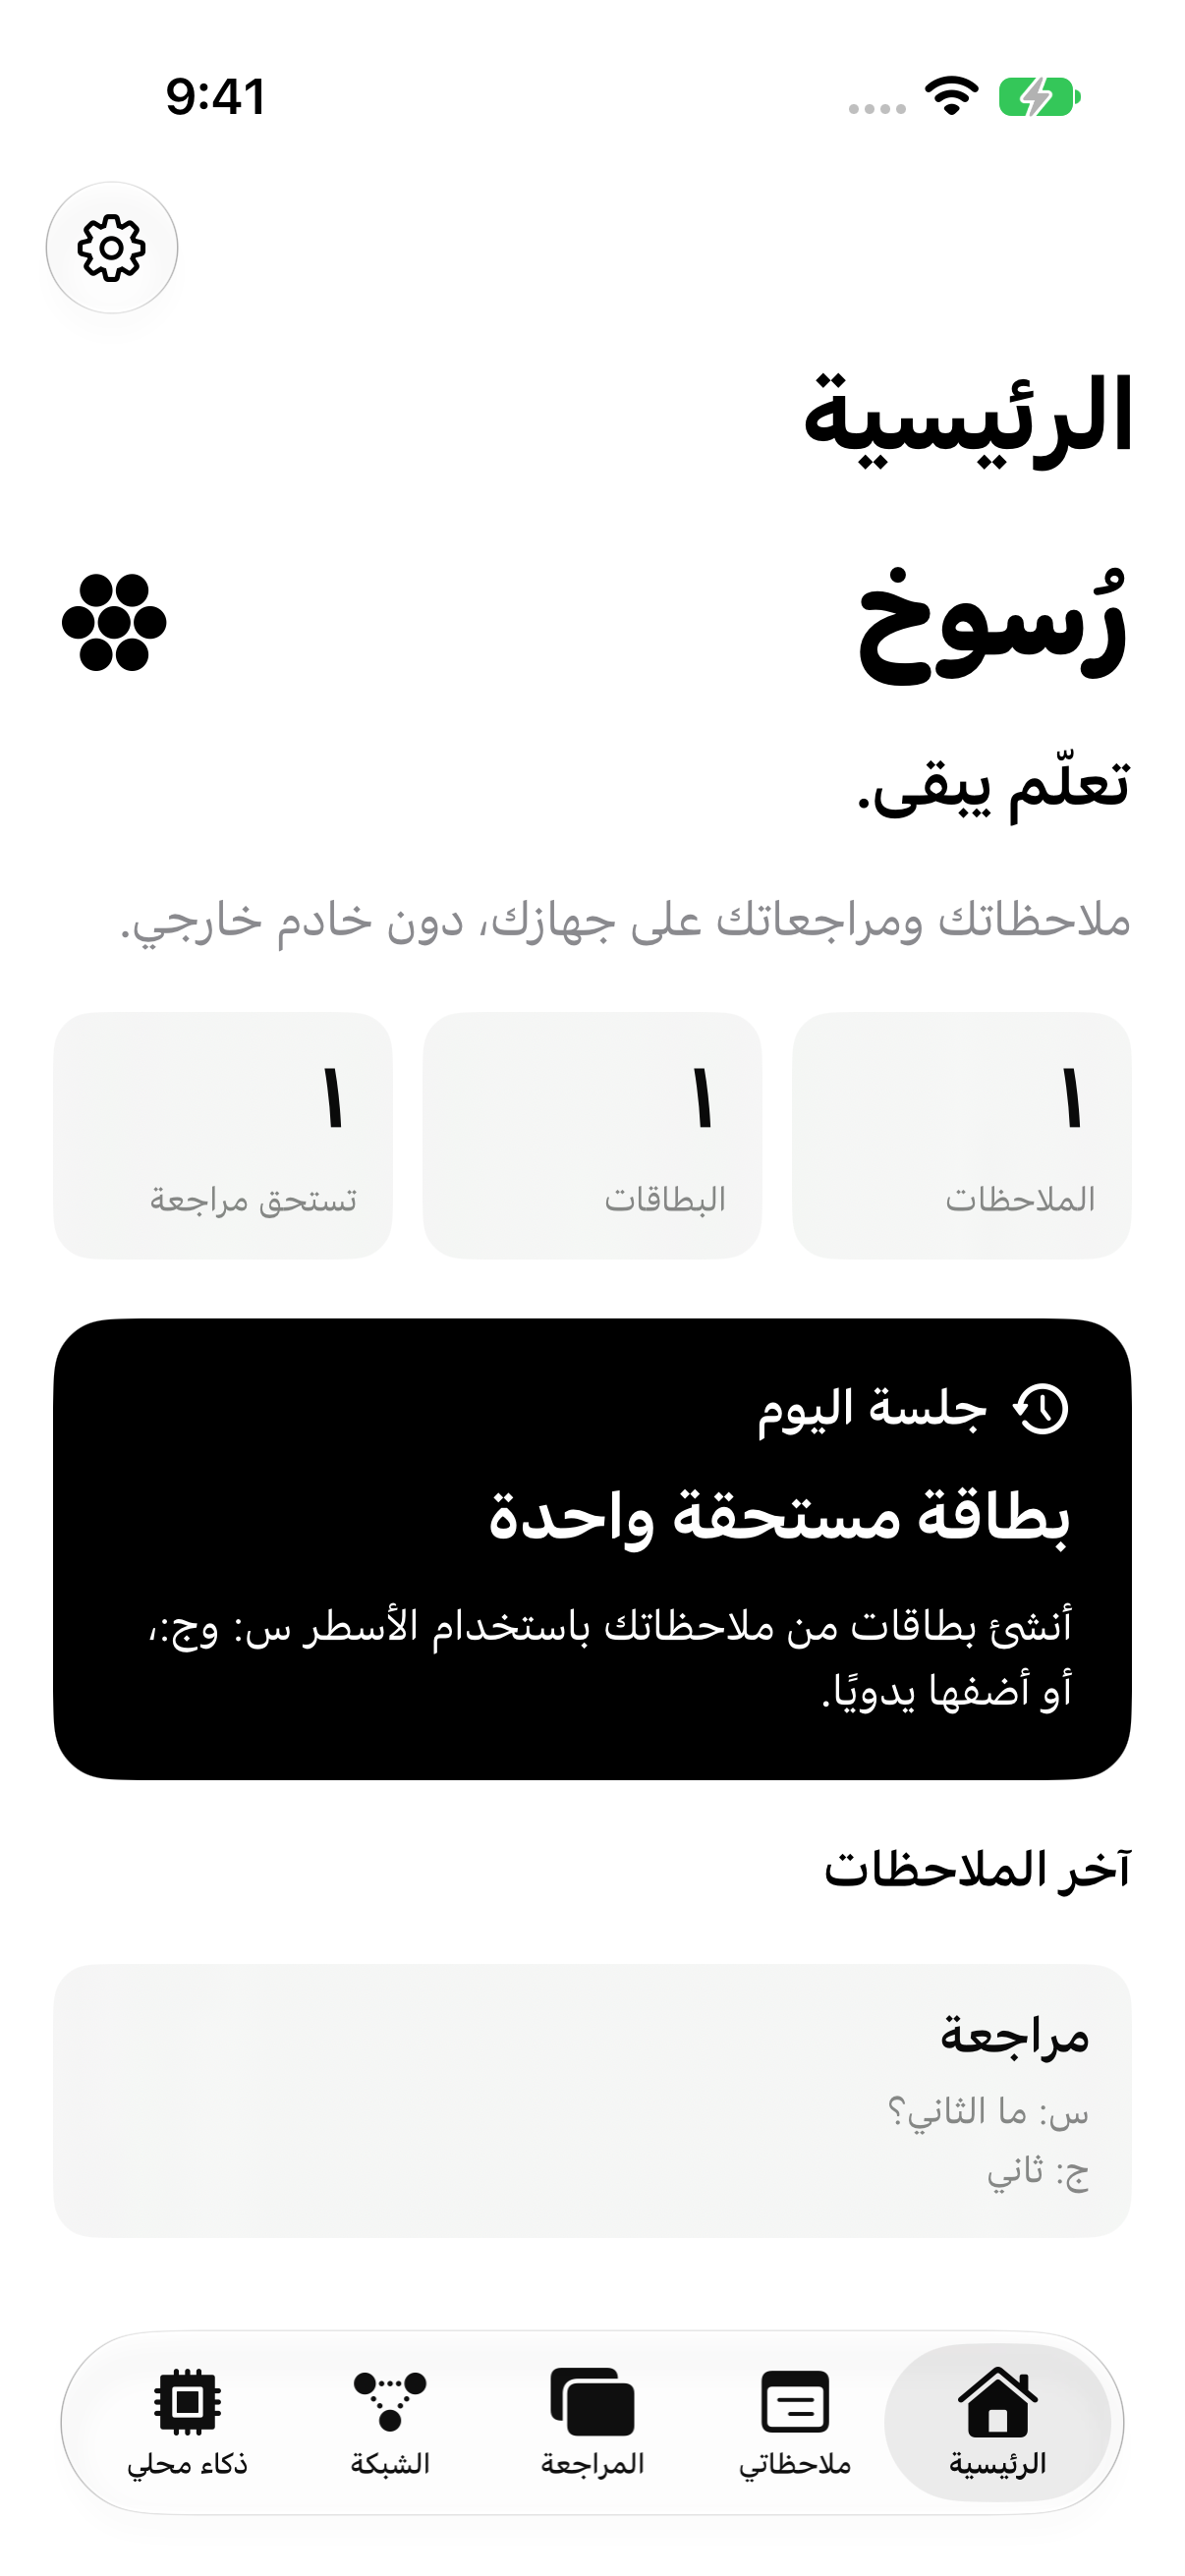 9:41
الرئيسية
رُسوخ
تعلّم يبقى.
ملاحظاتك ومراجعاتك على جهازك، دون خادم خارجي.
١
الملاحظات
١
البطاقات
١
تستحق مراجعة
جلسة اليوم
بطاقة مستحقة واحدة
أنشئ بطاقات من ملاحظاتك باستخدام الأسطر س: وج:،
أو أضفها يدويًا.
آخر الملاحظات
مراجعة
س: ما الثاني؟
ج: ثاني
الرئيسية
ملاحظاتي
المراجعة
الشبكة
ذكاء محلي